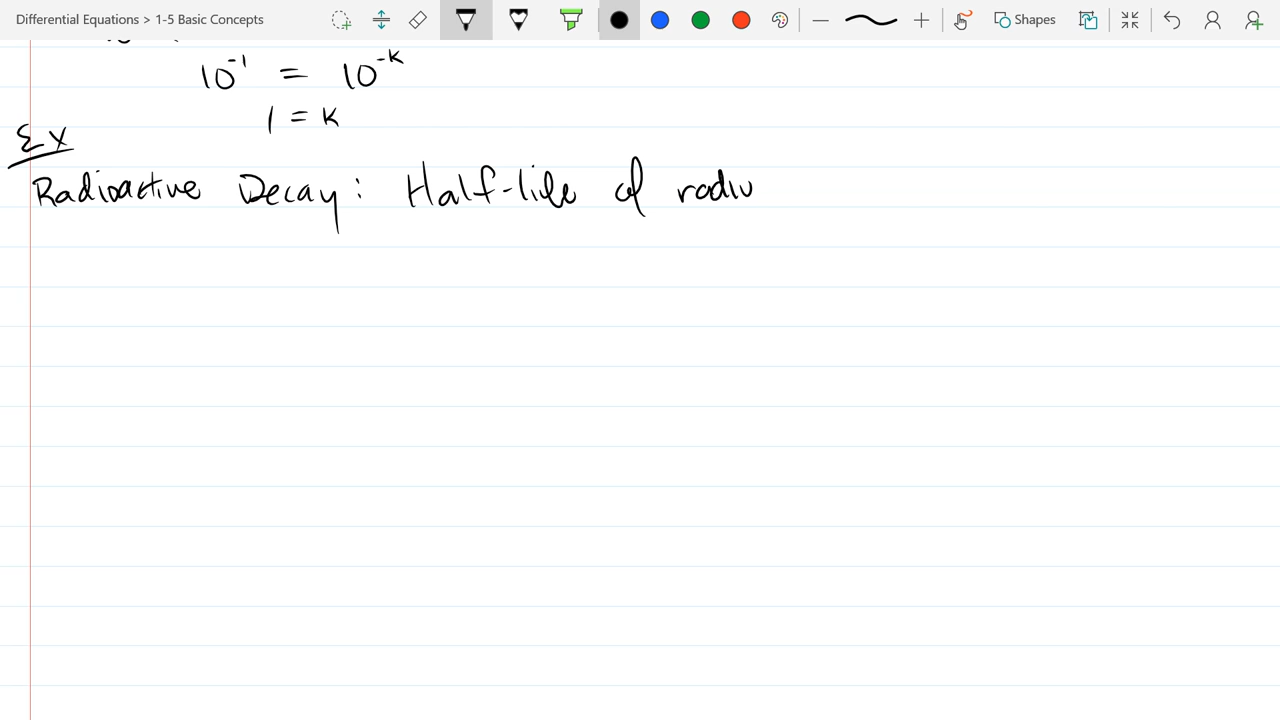 Differential Equations > 1-5 Basic Concepts
Shapes
10^-1 = 10^-k
1 = k
Ex
Radioactive Decay: Half-life of radiu